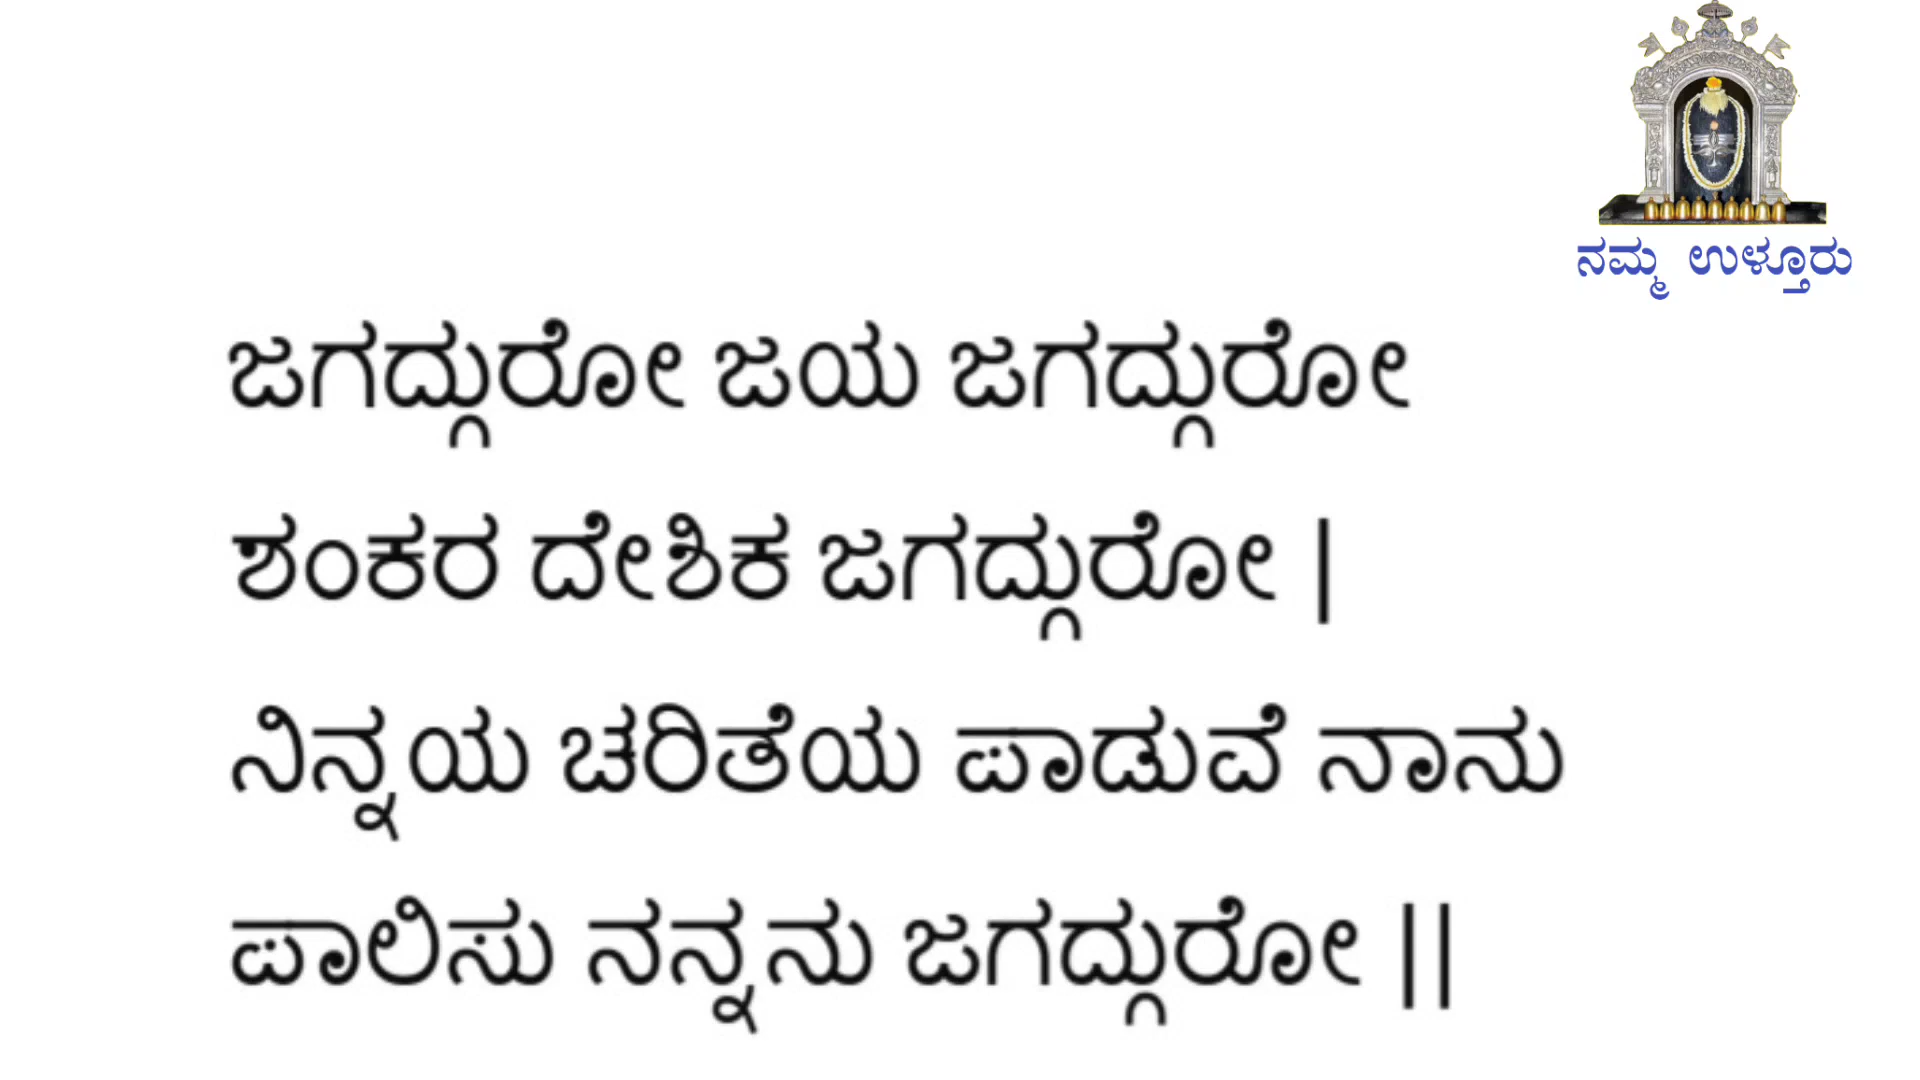 ನಮ್ಮ ಉಳ್ತೂರು
ಜಗದ್ಗುರೋ ಜಯ ಜಗದ್ಗುರೋ
ಶಂಕರ ದೇಶಿಕ ಜಗದ್ಗುರೋ |
ನಿನ್ನಯ ಚರಿತೆಯ ಪಾಡುವೆ ನಾನು
ಪಾಲಿಸು ನನ್ನನು ಜಗದ್ಗುರೋ ||